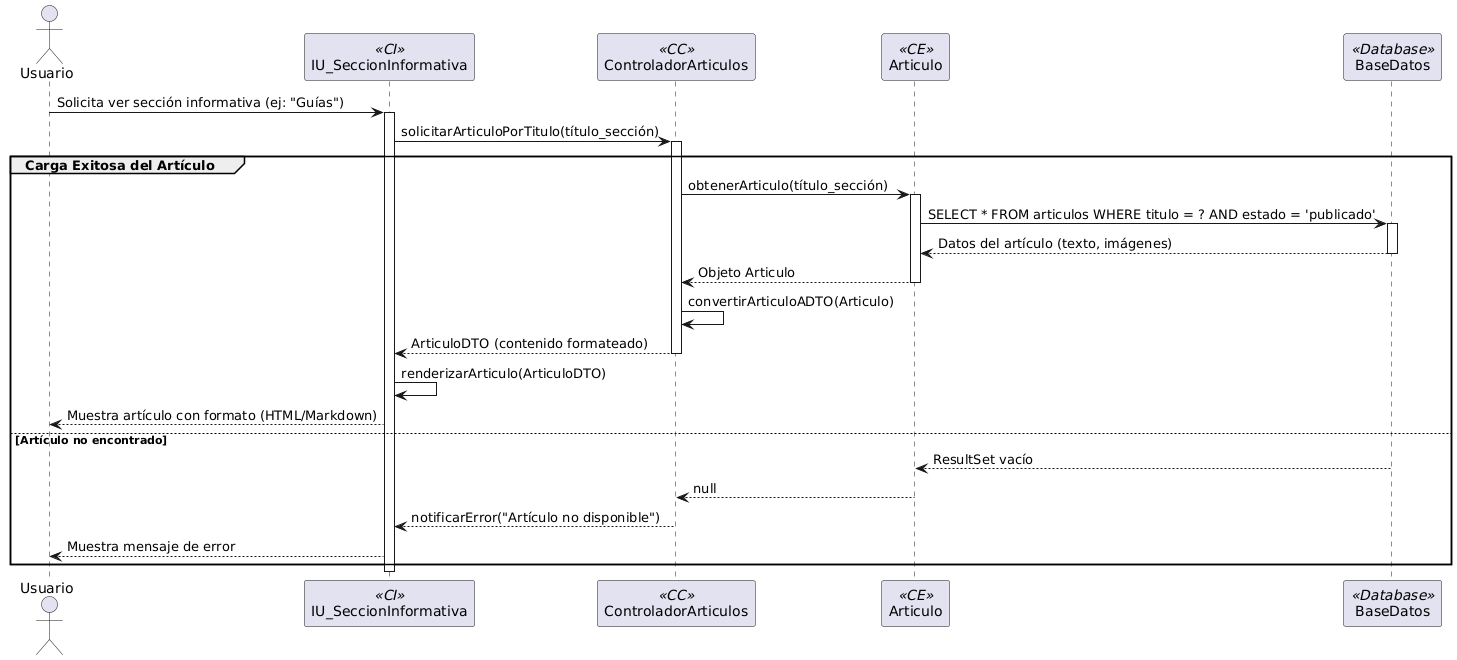 Usuario
«CI»
IU_SeccionInformativa
«CC»
ControladorArticulos
«CE»
Articulo
«Database»
BaseDatos
Solicita ver sección informativa (ej: "Guías")
solicitarArticuloPorTitulo(título_sección)
Carga Exitosa del Artículo
obtenerArticulo(título_sección)
SELECT * FROM articulos WHERE titulo = ? AND estado = 'publicado'
Datos del artículo (texto, imágenes)
Objeto Articulo
convertirArticuloADTO(Articulo)
ArticuloDTO (contenido formateado)
renderizarArticulo(ArticuloDTO)
Muestra artículo con formato (HTML/Markdown)
[Artículo no encontrado]
ResultSet vacío
null
notificarError("Artículo no disponible")
Muestra mensaje de error
Usuario
«CI»
IU_SeccionInformativa
«CC»
ControladorArticulos
«CE»
Articulo
«Database»
BaseDatos